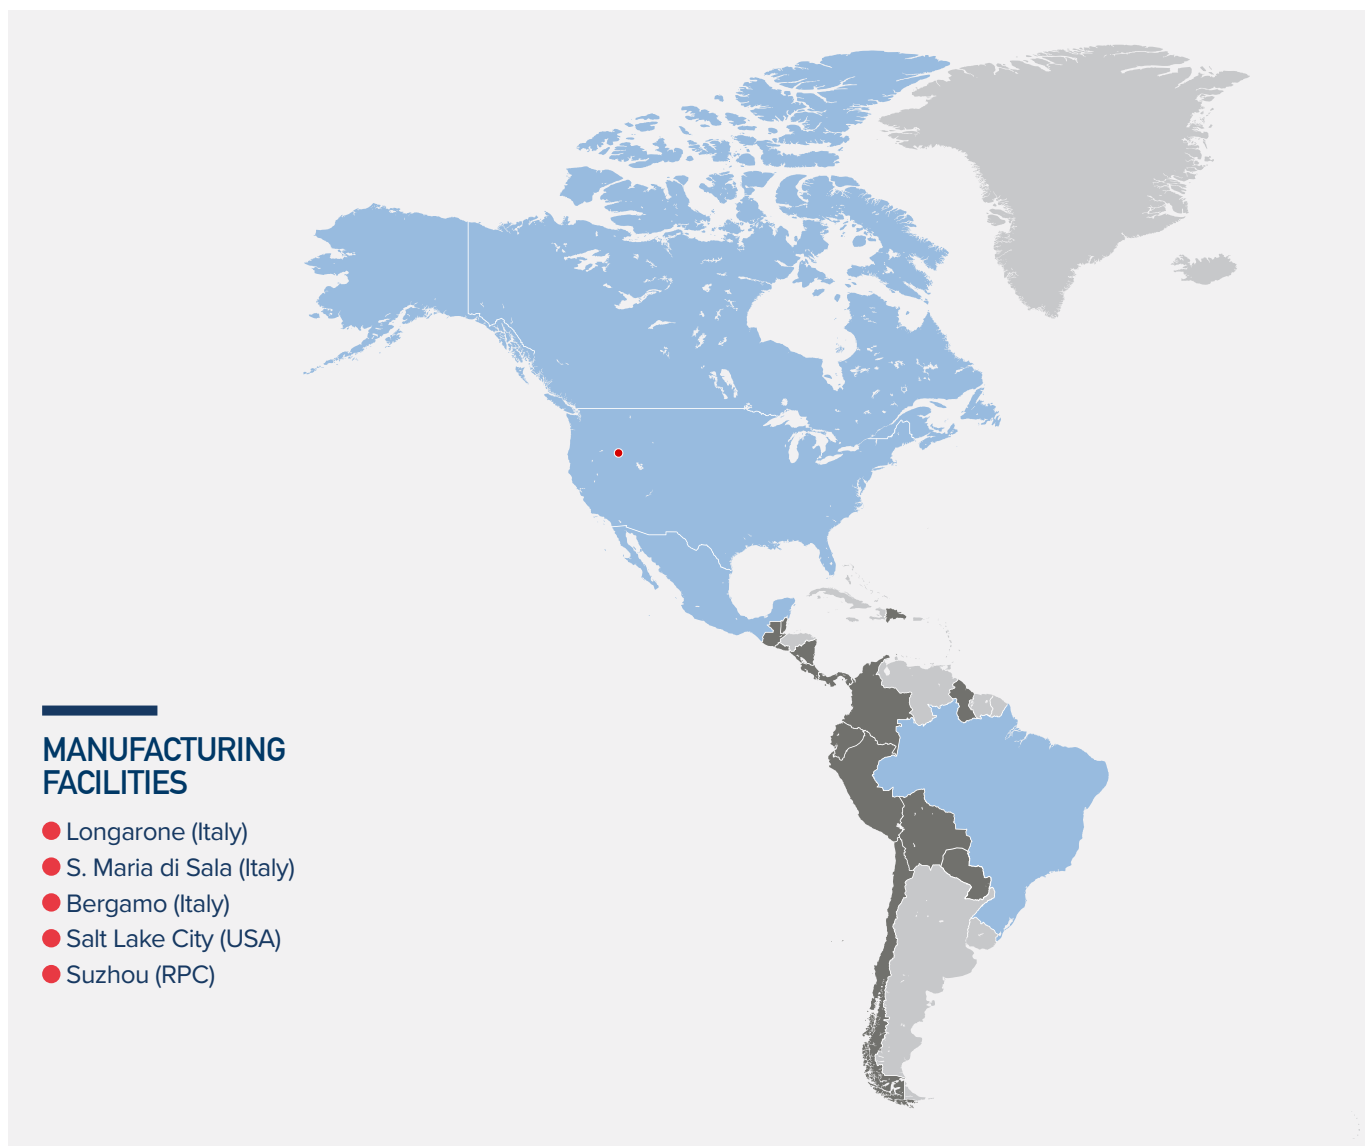 MANUFACTURING
FACILITIES
Longarone (Italy)
S. Maria di Sala (Italy)
Bergamo (Italy)
Salt Lake City (USA)
Suzhou (RPC)